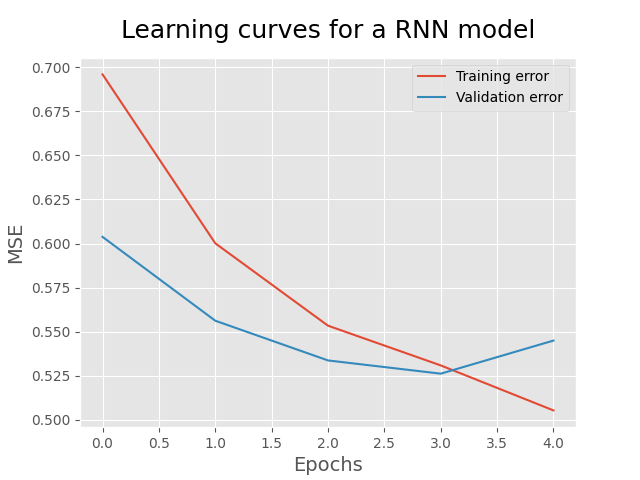 Learning curves for a RNN model
Training error
Validation error
MSE
0.700
0.675
0.650
0.625
0.600
0.575
0.550
0.525
0.500
0.0 0.5 1.0 1.5 2.0 2.5 3.0 3.5 4.0
Epochs